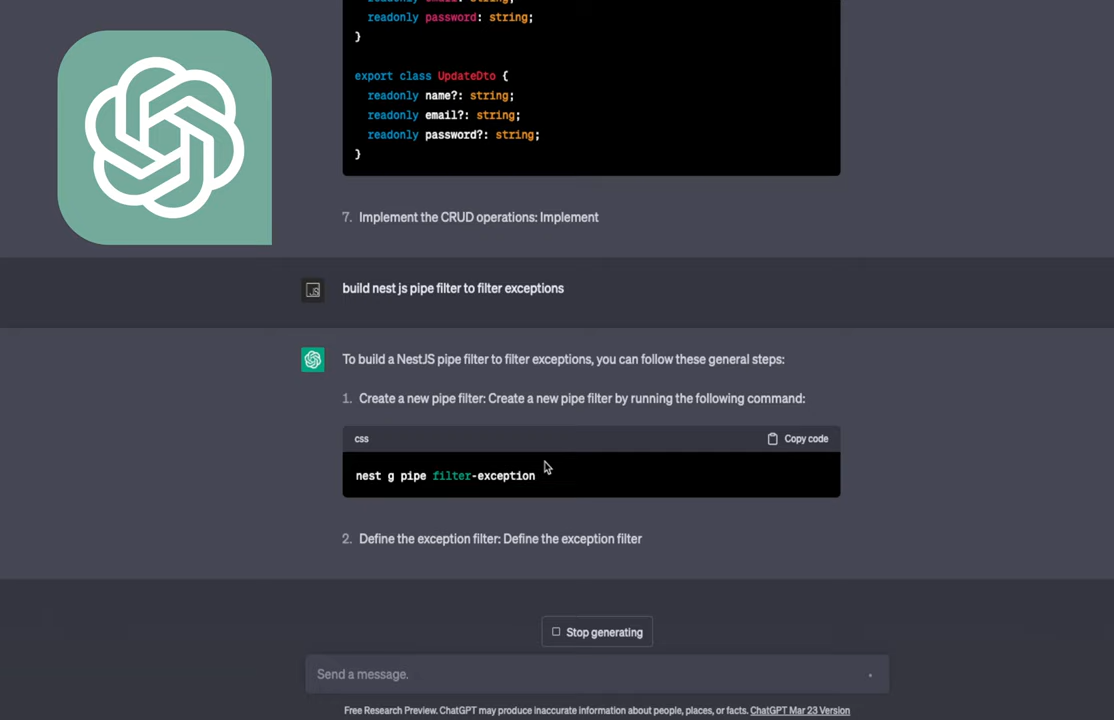 readonly password: string;
}
export class UpdateDto {
readonly name?: string;
readonly email?: string;
readonly password?: string;
}
7. Implement the CRUD operations: Implement
JS
build nest js pipe filter to filter exceptions
To build a NestJS pipe filter to filter exceptions, you can follow these general steps:
1. Create a new pipe filter: Create a new pipe filter by running the following command:
css
Copy code
nest g pipe filter-exception
2. Define the exception filter: Define the exception filter
Stop generating
Send a message.
Free Research Preview. ChatGPT may produce inaccurate information about people, places, or facts. ChatGPT Mar 23 Version